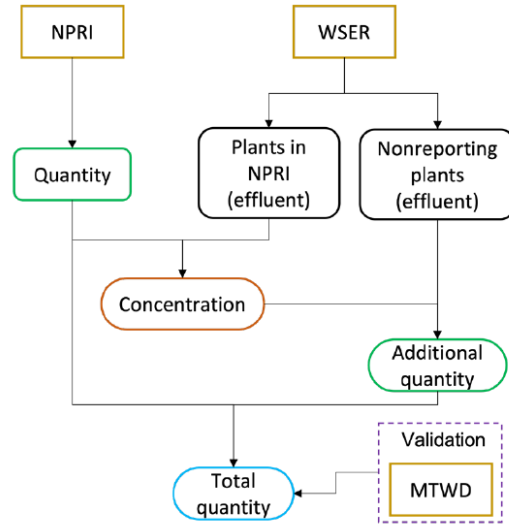 NPRI
WSER
Quantity
Plants in
NPRI
(effluent)
Nonreporting
plants
(effluent)
Concentration
Additional
quantity
Validation
MTWD
Total
quantity